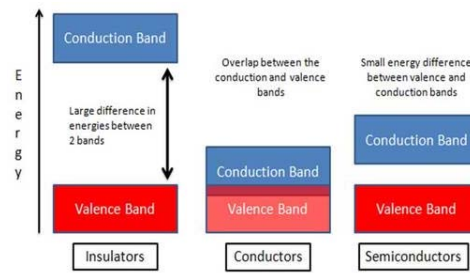 Energy
Conduction Band
Large difference in
energies between
2 bands
Valence Band
Insulators
Overlap between the
conduction and valence
bands
Conduction Band
Valence Band
Conductors
Small energy difference
between valence and
conduction bands
Conduction Band
Valence Band
Semiconductors